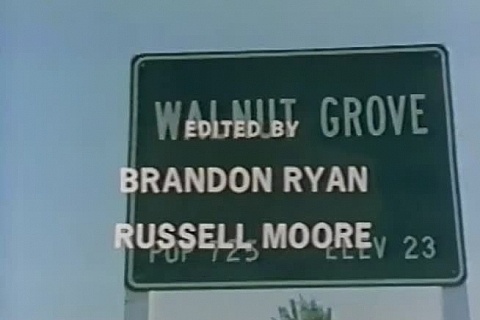 WALNUT GROVE
EDITED BY
BRANDON RYAN
RUSSELL MOORE
POP 725 ELEV 23